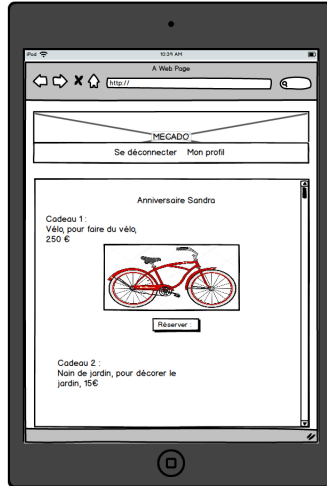 iPod 10:39 AM
A Web Page
http://
MECADO
Se déconnecter Mon profil
Anniversaire Sandra
Cadeau 1 :
Vélo, pour faire du vélo,
250 €
Réserver :
Cadeau 2 :
Nain de jardin, pour décorer le
jardin, 15€